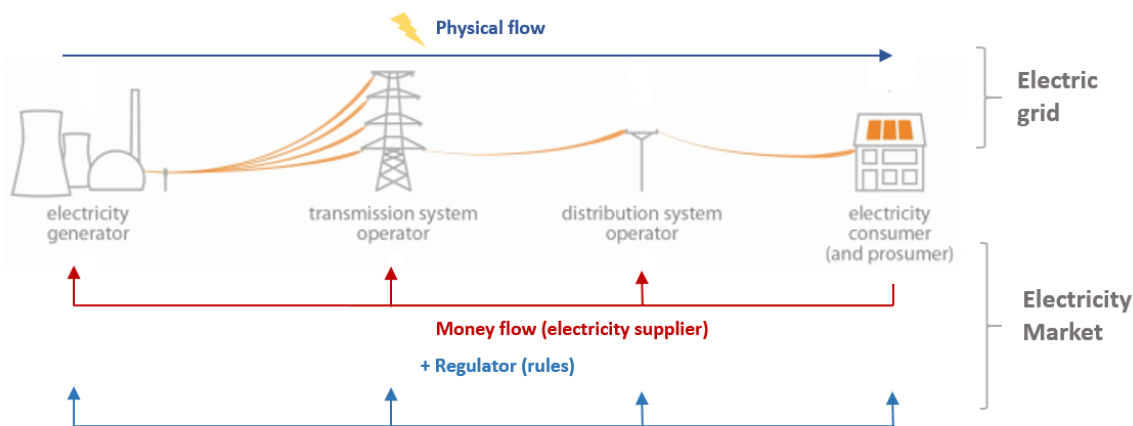 Physical flow
Electric
grid
electricity
generator
transmission system
operator
distribution system
operator
electricity
consumer
(and prosumer)
Electricity
Market
Money flow (electricity supplier)
+ Regulator (rules)